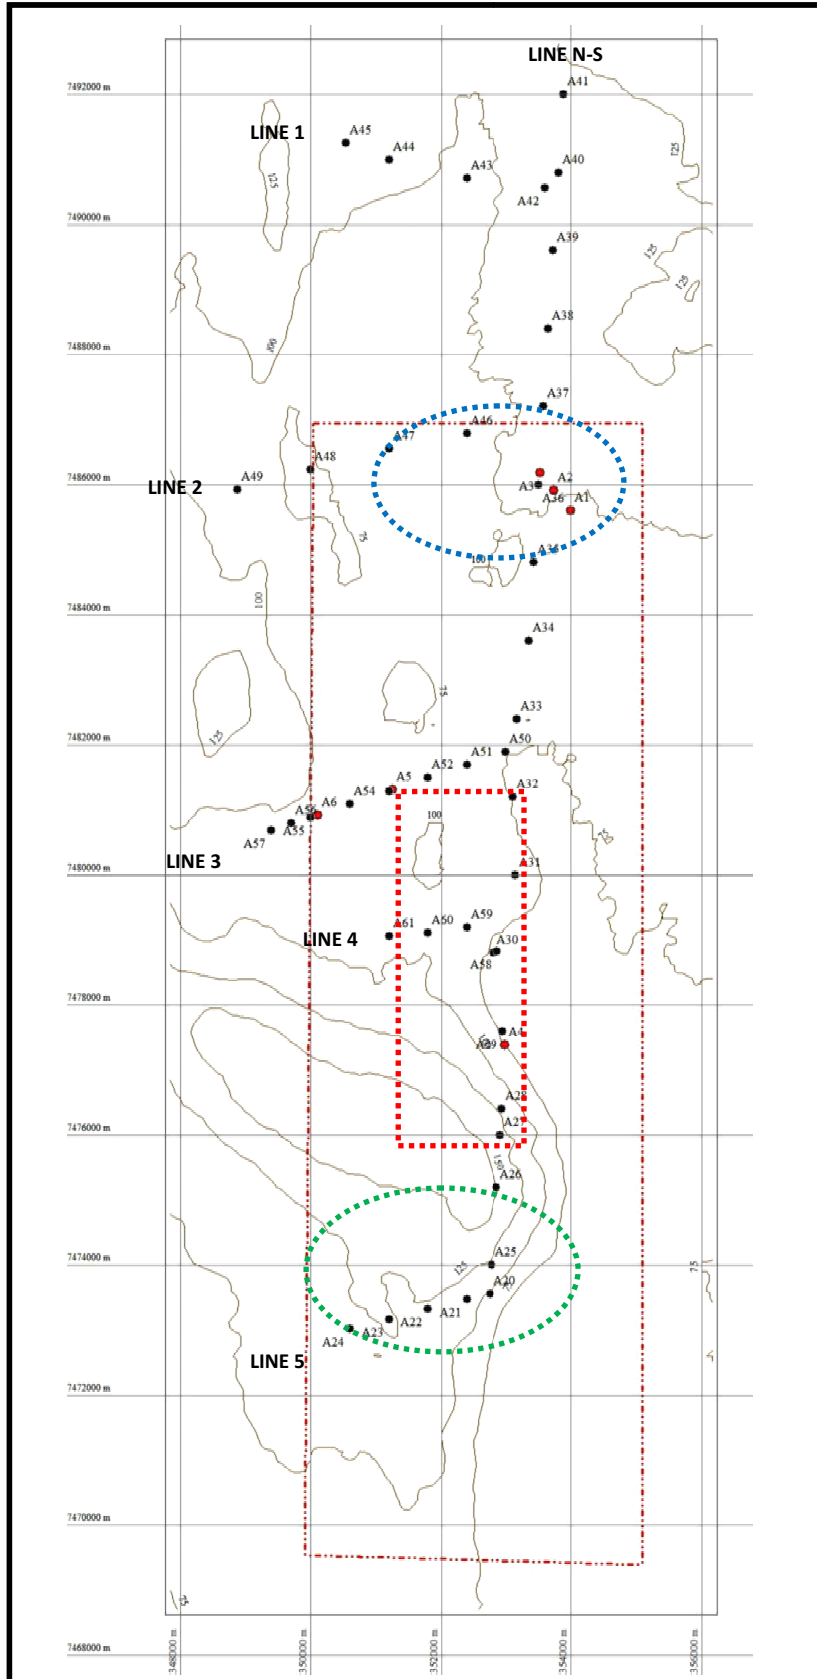 LINE N-S
A41
7492000 m
LINE 1
A45
A44
125
A43
A40
A42
125
125
7490000 m
A39
125
125
A38
7488000 m
100
A37
A46
A47
A48
A49
LINE 2
7486000 m
A2
A3
A36
A1
75
A35
100
100
7484000 m
A34
75
125
A33
7482000 m
A50
A51
A52
A5
A54
A32
A6
A56
A55
A57
100
75
LINE 3
7480000 m
A31
A59
A60
A61
LINE 4
A30
A58
7478000 m
A4
A29
A28
A27
7476000 m
150
A26
A25
7474000 m
125
75
A20
75
A21
A22
A23
A24
LINE 5
7472000 m
7470000 m
75
7468000 m
348000 m
350000 m
352000 m
354000 m
356000 m